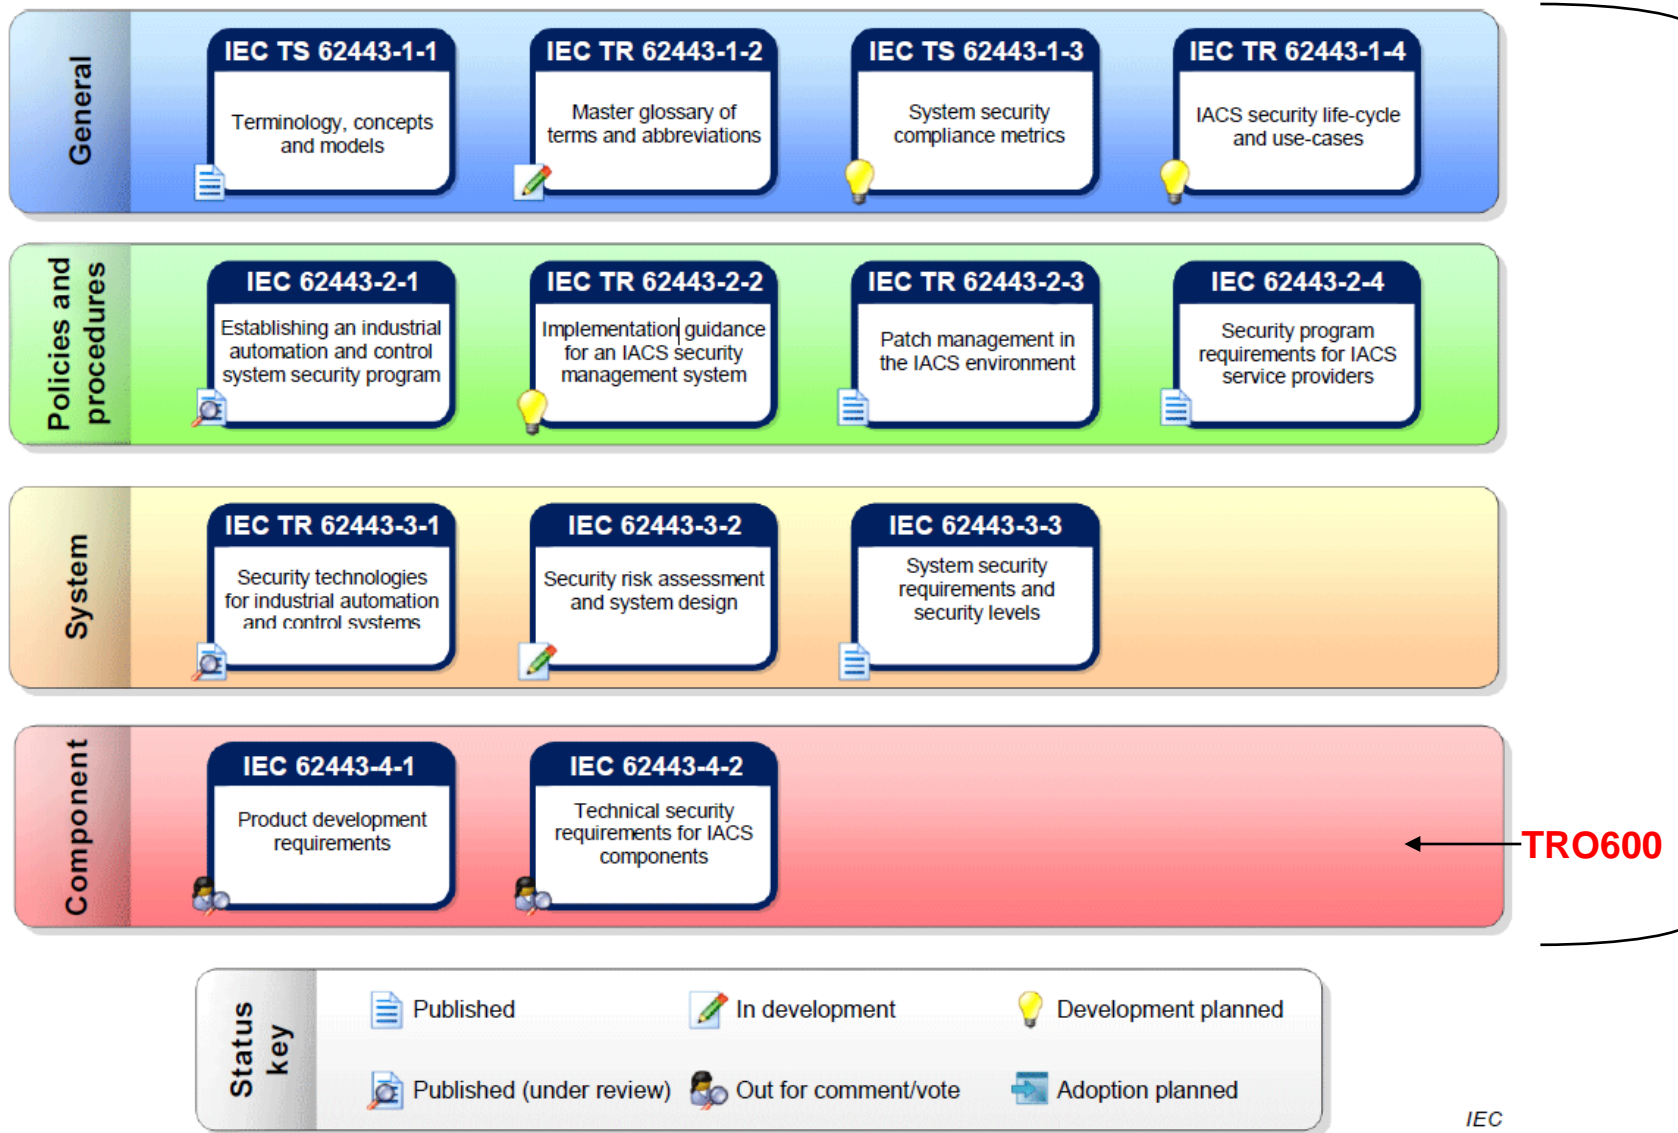 General
IEC TS 62443-1-1
Terminology, concepts
and models
IEC TR 62443-1-2
Master glossary of
terms and abbreviations
IEC TS 62443-1-3
System security
compliance metrics
IEC TR 62443-1-4
IACS security life-cycle
and use-cases
Policies and
procedures
IEC 62443-2-1
Establishing an industrial
automation and control
system security program
IEC TR 62443-2-2
Implementation guidance
for an IACS security
management system
IEC TR 62443-2-3
Patch management in
the IACS environment
IEC 62443-2-4
Security program
requirements for IACS
service providers
System
IEC TR 62443-3-1
Security technologies
for industrial automation
and control systems
IEC 62443-3-2
Security risk assessment
and system design
IEC 62443-3-3
System security
requirements and
security levels
Component
IEC 62443-4-1
Product development
requirements
IEC 62443-4-2
Technical security
requirements for IACS
components
TRO600
Status
key
Published
In development
Development planned
Published (under review)
Out for comment/vote
Adoption planned
IEC